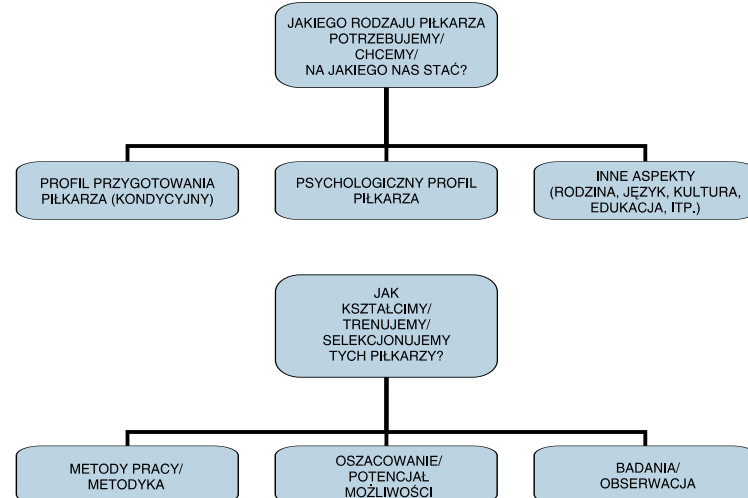 JAKIEGO RODZAJU PIŁKARZA
POTRZEBUJEMY/
CHCEMY/
NA JAKIEGO NAS STAĆ?
PROFIL PRZYGOTOWANIA
PIŁKARZA (KONDYCYJNY)
PSYCHOLOGICZNY PROFIL
PIŁKARZA
INNE ASPEKTY
(RODZINA, JĘZYK, KULTURA,
EDUKACJA, ITP.)
JAK
KSZTAŁCIMY/
TRENUJEMY/
SELEKCJONUJEMY
TYCH PIŁKARZY?
METODY PRACY/
METODYKA
OSZACOWANIE/
POTENCJAŁ
MOŻLIWOŚCI
BADANIA/
OBSERWACJA